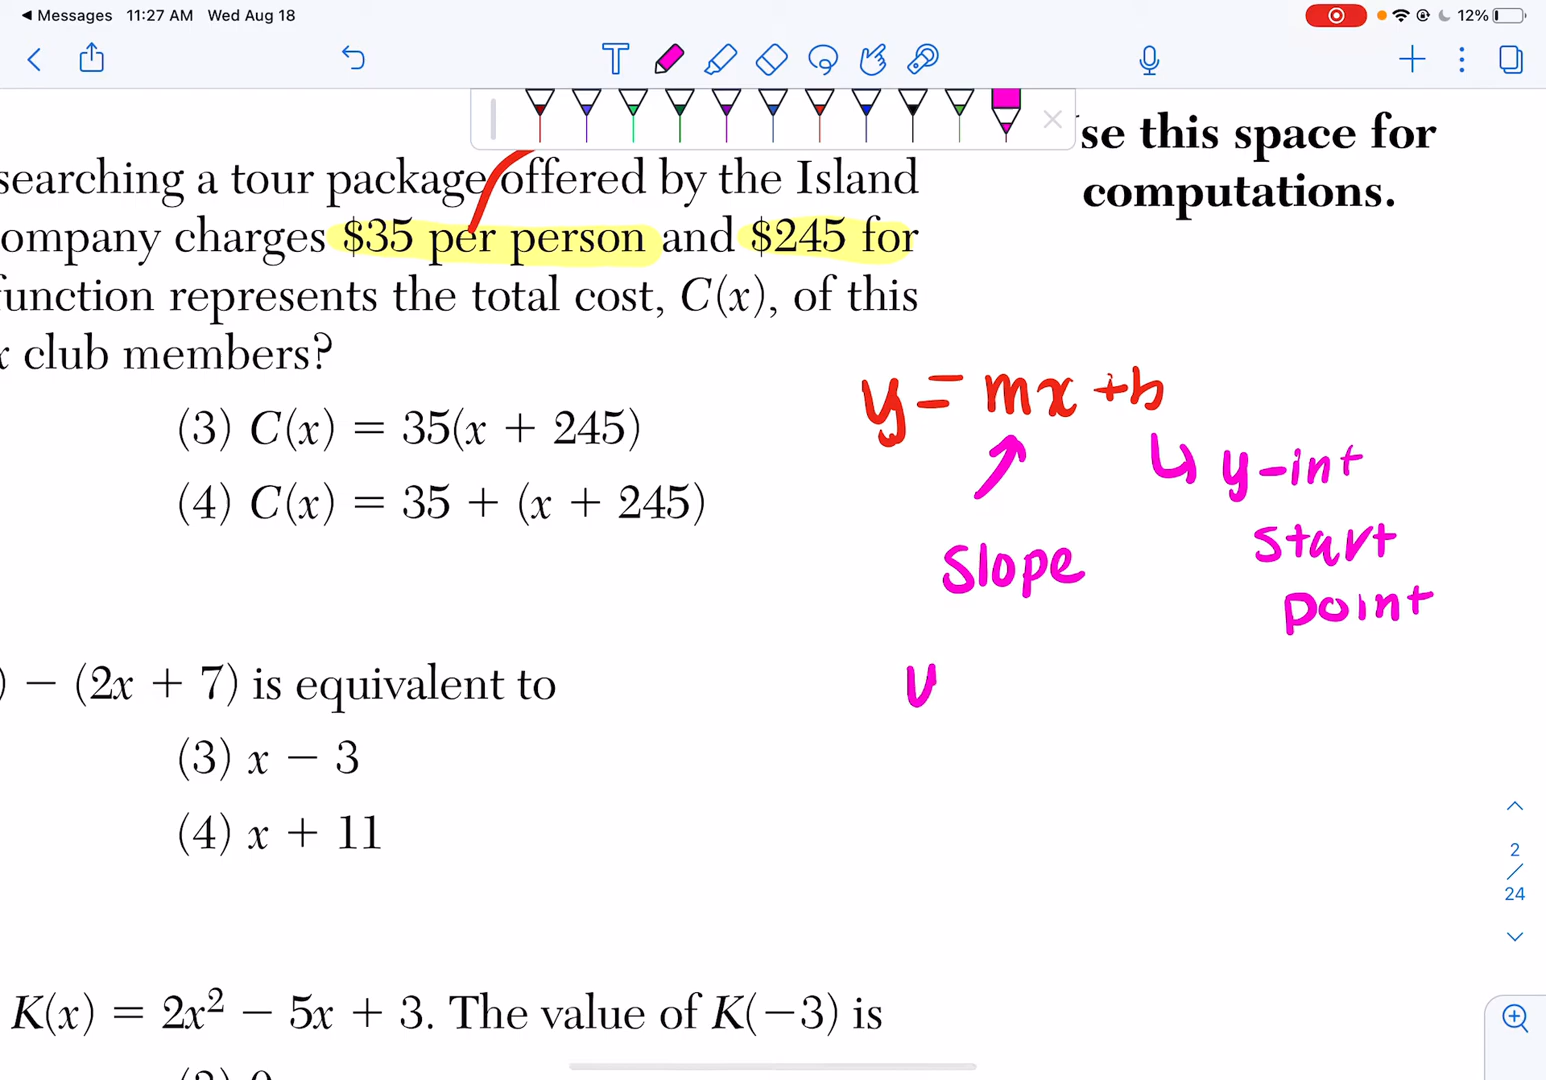 Messages 11:27 AM Wed Aug 18
12%
T
se this space for
computations.
searching a tour package offered by the Island
ompany charges $35 per person and $245 for
unction represents the total cost, C(x), of this
x club members?
(3) C(x) = 35(x + 245)
(4) C(x) = 35 + (x + 245)
y = mx + b
y-int
start
point
Slope
) − (2x + 7) is equivalent to
(3) x − 3
(4) x + 11
2
/
24
K(x) = 2x² − 5x + 3. The value of K(−3) is